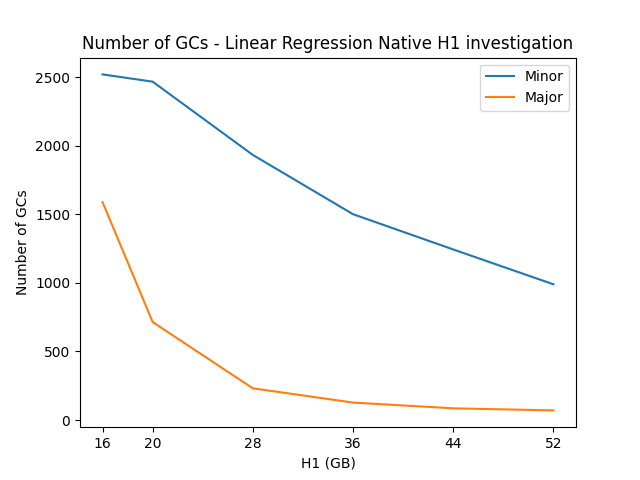 Number of GCs - Linear Regression Native H1 investigation
Minor
Major
Number of GCs
2500
2000
1500
1000
500
0
16
20
28
36
44
52
H1 (GB)